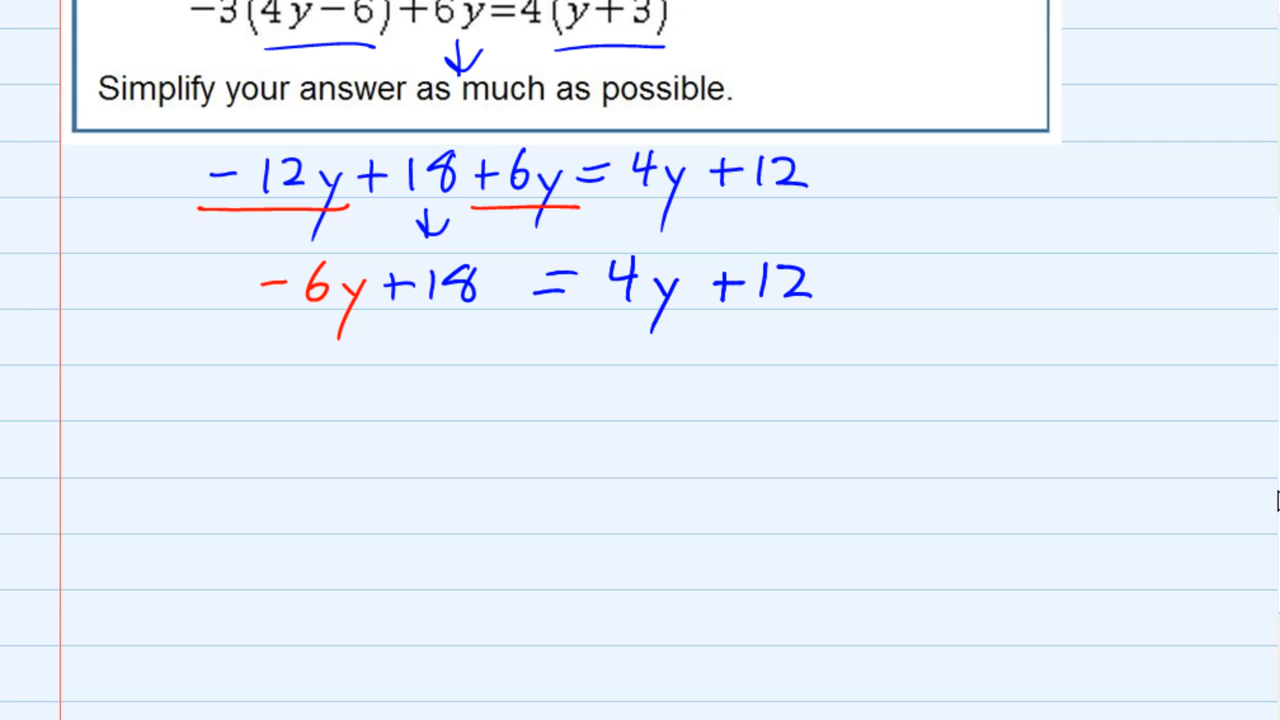 -3(4y-6)+6y=4(y+3)
Simplify your answer as much as possible.
- 12y + 18 + 6y = 4y + 12
- 6y + 18 = 4y + 12